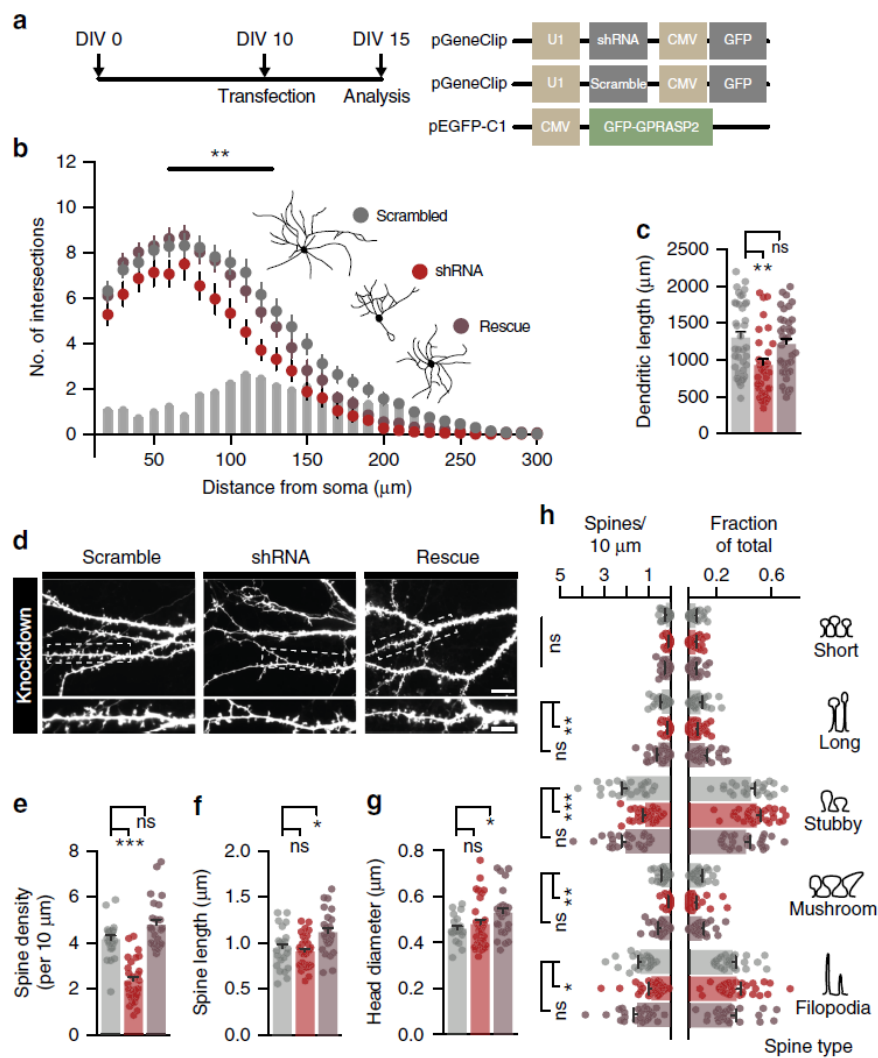 a
DIV 0 DIV 10 DIV 15
Transfection Analysis
pGeneClip U1 shRNA CMV GFP
pGeneClip U1 Scramble CMV GFP
pEGFP-C1 CMV GFP-GPRASP2
b
**
No. of intersections
12
10
8
6
4
2
0
50 100 150 200 250 300
Distance from soma (μm)
Scrambled
shRNA
Rescue
c
ns
**
Dendritic length (μm)
2500
2000
1500
1000
500
0
d
Scramble shRNA Rescue
Knockdown
e
ns
***
Spine density
(per 10 μm)
8
6
4
2
0
f
*
ns
Spine length (μm)
2.0
1.5
1.0
0.5
0.0
g
*
ns
Head diameter (μm)
0.8
0.6
0.4
0.2
0.0
h
Spines/
10 μm
Fraction
of total
5 3 1 0.2 0.6
ns
Short
**
ns
Long
***
ns
Stubby
**
ns
Mushroom
*
ns
Filopodia
Spine type